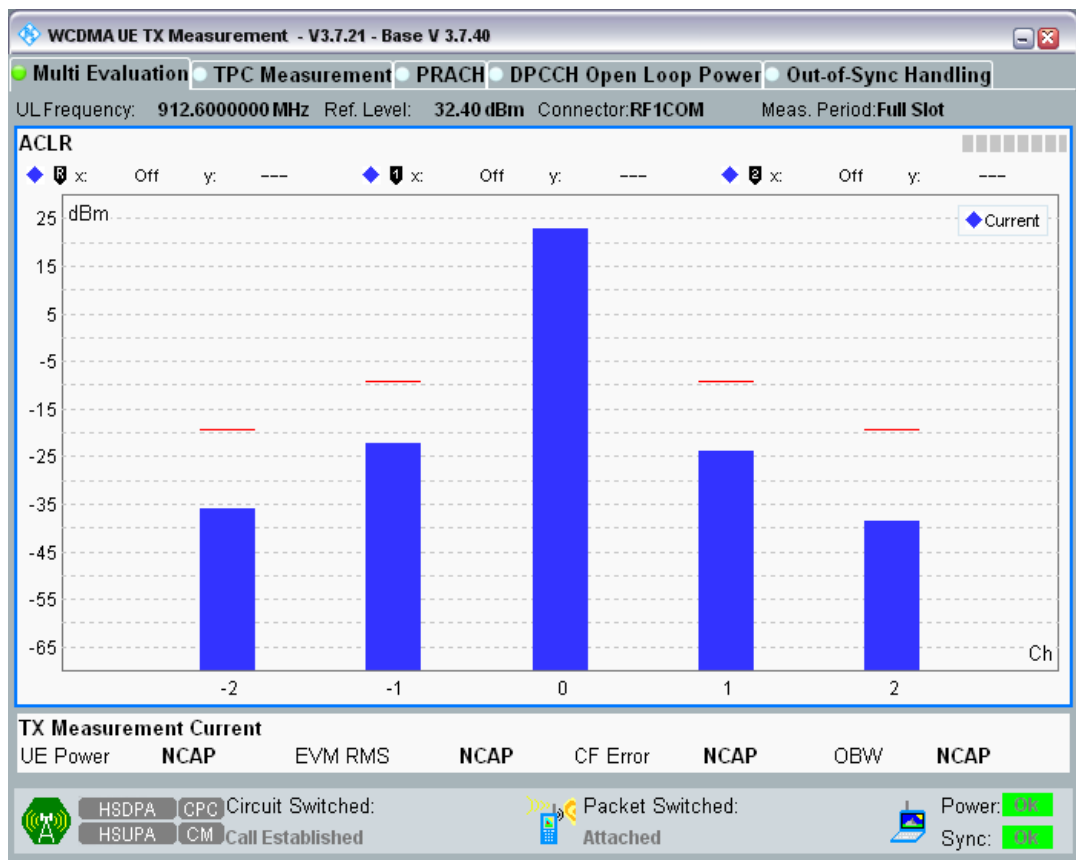 WCDMA UE TX Measurement - V3.7.21 - Base V 3.7.40
Multi Evaluation TPC Measurement PRACH DPCCH Open Loop Power Out-of-Sync Handling
UL Frequency: 912.6000000 MHz Ref. Level: 32.40 dBm Connector:RF1COM Meas. Period:Full Slot
ACLR
R x: Off y: --- 1 x: Off y: --- 2 x: Off y: ---
dBm
Current
25
15
5
-5
-15
-25
-35
-45
-55
-65
Ch
-2 -1 0 1 2
TX Measurement Current
UE Power NCAP EVM RMS NCAP CF Error NCAP OBW NCAP
HSDPA CPC Circuit Switched: Packet Switched: Power: Ok
HSUPA CM Call Established Attached Sync: Ok